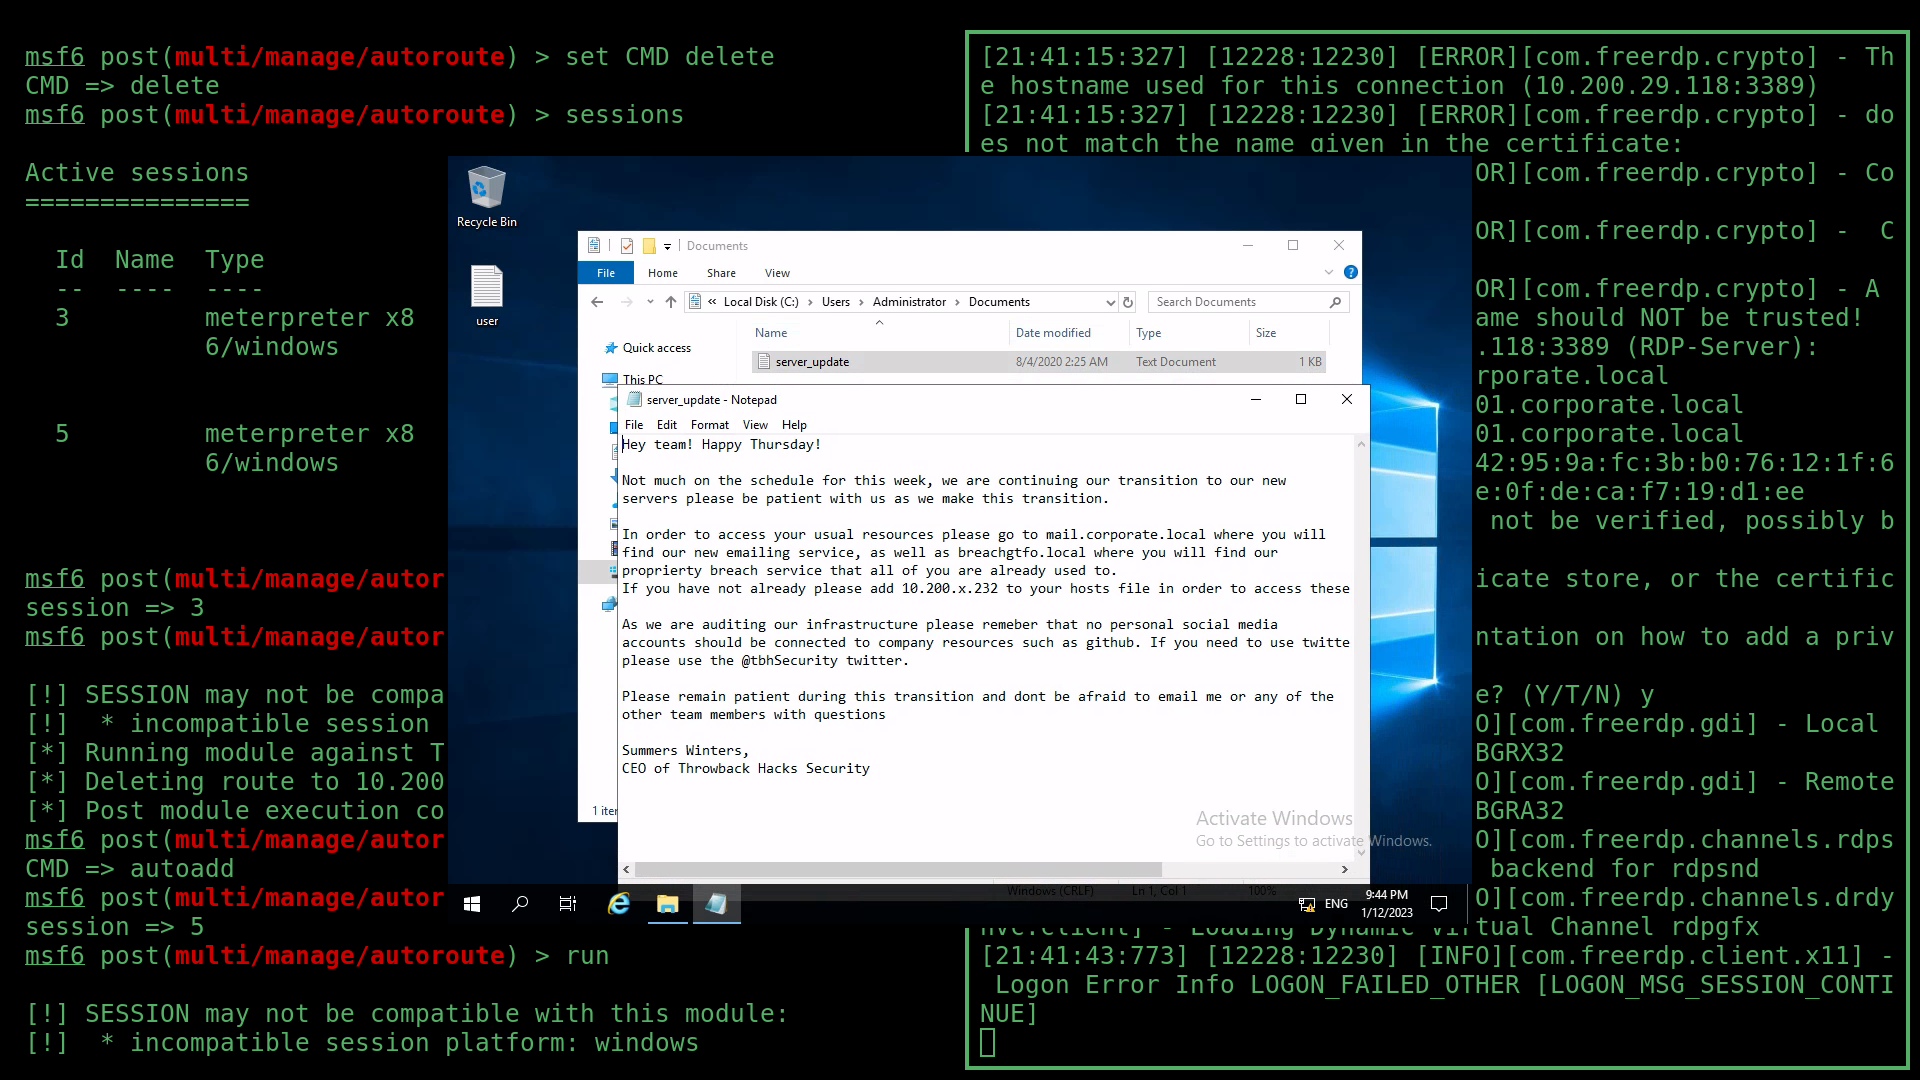 msf6 post(multi/manage/autoroute) > set CMD delete
CMD => delete
msf6 post(multi/manage/autoroute) > sessions
Active sessions
===============
Id Name Type
-- ---- ----
3 meterpreter x8
6/windows
5 meterpreter x8
6/windows
msf6 post(multi/manage/autor
session => 3
msf6 post(multi/manage/autor
[!] SESSION may not be compa
[!] * incompatible session
[*] Running module against T
[*] Deleting route to 10.200
[*] Post module execution co
msf6 post(multi/manage/autor
CMD => autoadd
msf6 post(multi/manage/autor
session => 5
msf6 post(multi/manage/autoroute) > run
[!] SESSION may not be compatible with this module:
[!] * incompatible session platform: windows
Recycle Bin
user
Documents
File Home Share View
« Local Disk (C:) › Users › Administrator › Documents
Search Documents
Name Date modified Type Size
Quick access
server_update 8/4/2020 2:25 AM Text Document 1 KB
This PC
server_update - Notepad
File Edit Format View Help
Hey team! Happy Thursday!
Not much on the schedule for this week, we are continuing our transition to our new
servers please be patient with us as we make this transition.
In order to access your usual resources please go to mail.corporate.local where you will
find our new emailing service, as well as breachgtfo.local where you will find our
proprierty breach service that all of you are already used to.
If you have not already please add 10.200.x.232 to your hosts file in order to access these
As we are auditing our infrastructure please remeber that no personal social media
accounts should be connected to company resources such as github. If you need to use twitte
please use the @tbhSecurity twitter.
Please remain patient during this transition and dont be afraid to email me or any of the
other team members with questions
Summers Winters,
CEO of Throwback Hacks Security
1 iter
Activate Windows
Go to Settings to activate Windows.
Windows (CRLF) Ln 1, Col 1 100%
ENG
9:44 PM
1/12/2023
[21:41:15:327] [12228:12230] [ERROR][com.freerdp.crypto] - Th
e hostname used for this connection (10.200.29.118:3389)
[21:41:15:327] [12228:12230] [ERROR][com.freerdp.crypto] - do
es not match the name given in the certificate:
OR][com.freerdp.crypto] - Co
OR][com.freerdp.crypto] - C
OR][com.freerdp.crypto] - A
ame should NOT be trusted!
.118:3389 (RDP-Server):
rporate.local
01.corporate.local
01.corporate.local
42:95:9a:fc:3b:b0:76:12:1f:6
e:0f:de:ca:f7:19:d1:ee
not be verified, possibly b
icate store, or the certific
ntation on how to add a priv
e? (Y/T/N) y
O][com.freerdp.gdi] - Local
BGRX32
O][com.freerdp.gdi] - Remote
BGRA32
O][com.freerdp.channels.rdps
backend for rdpsnd
O][com.freerdp.channels.drdy
nvc.client] - Loading Dynamic Virtual Channel rdpgfx
[21:41:43:773] [12228:12230] [INFO][com.freerdp.client.x11] -
Logon Error Info LOGON_FAILED_OTHER [LOGON_MSG_SESSION_CONTI
NUE]